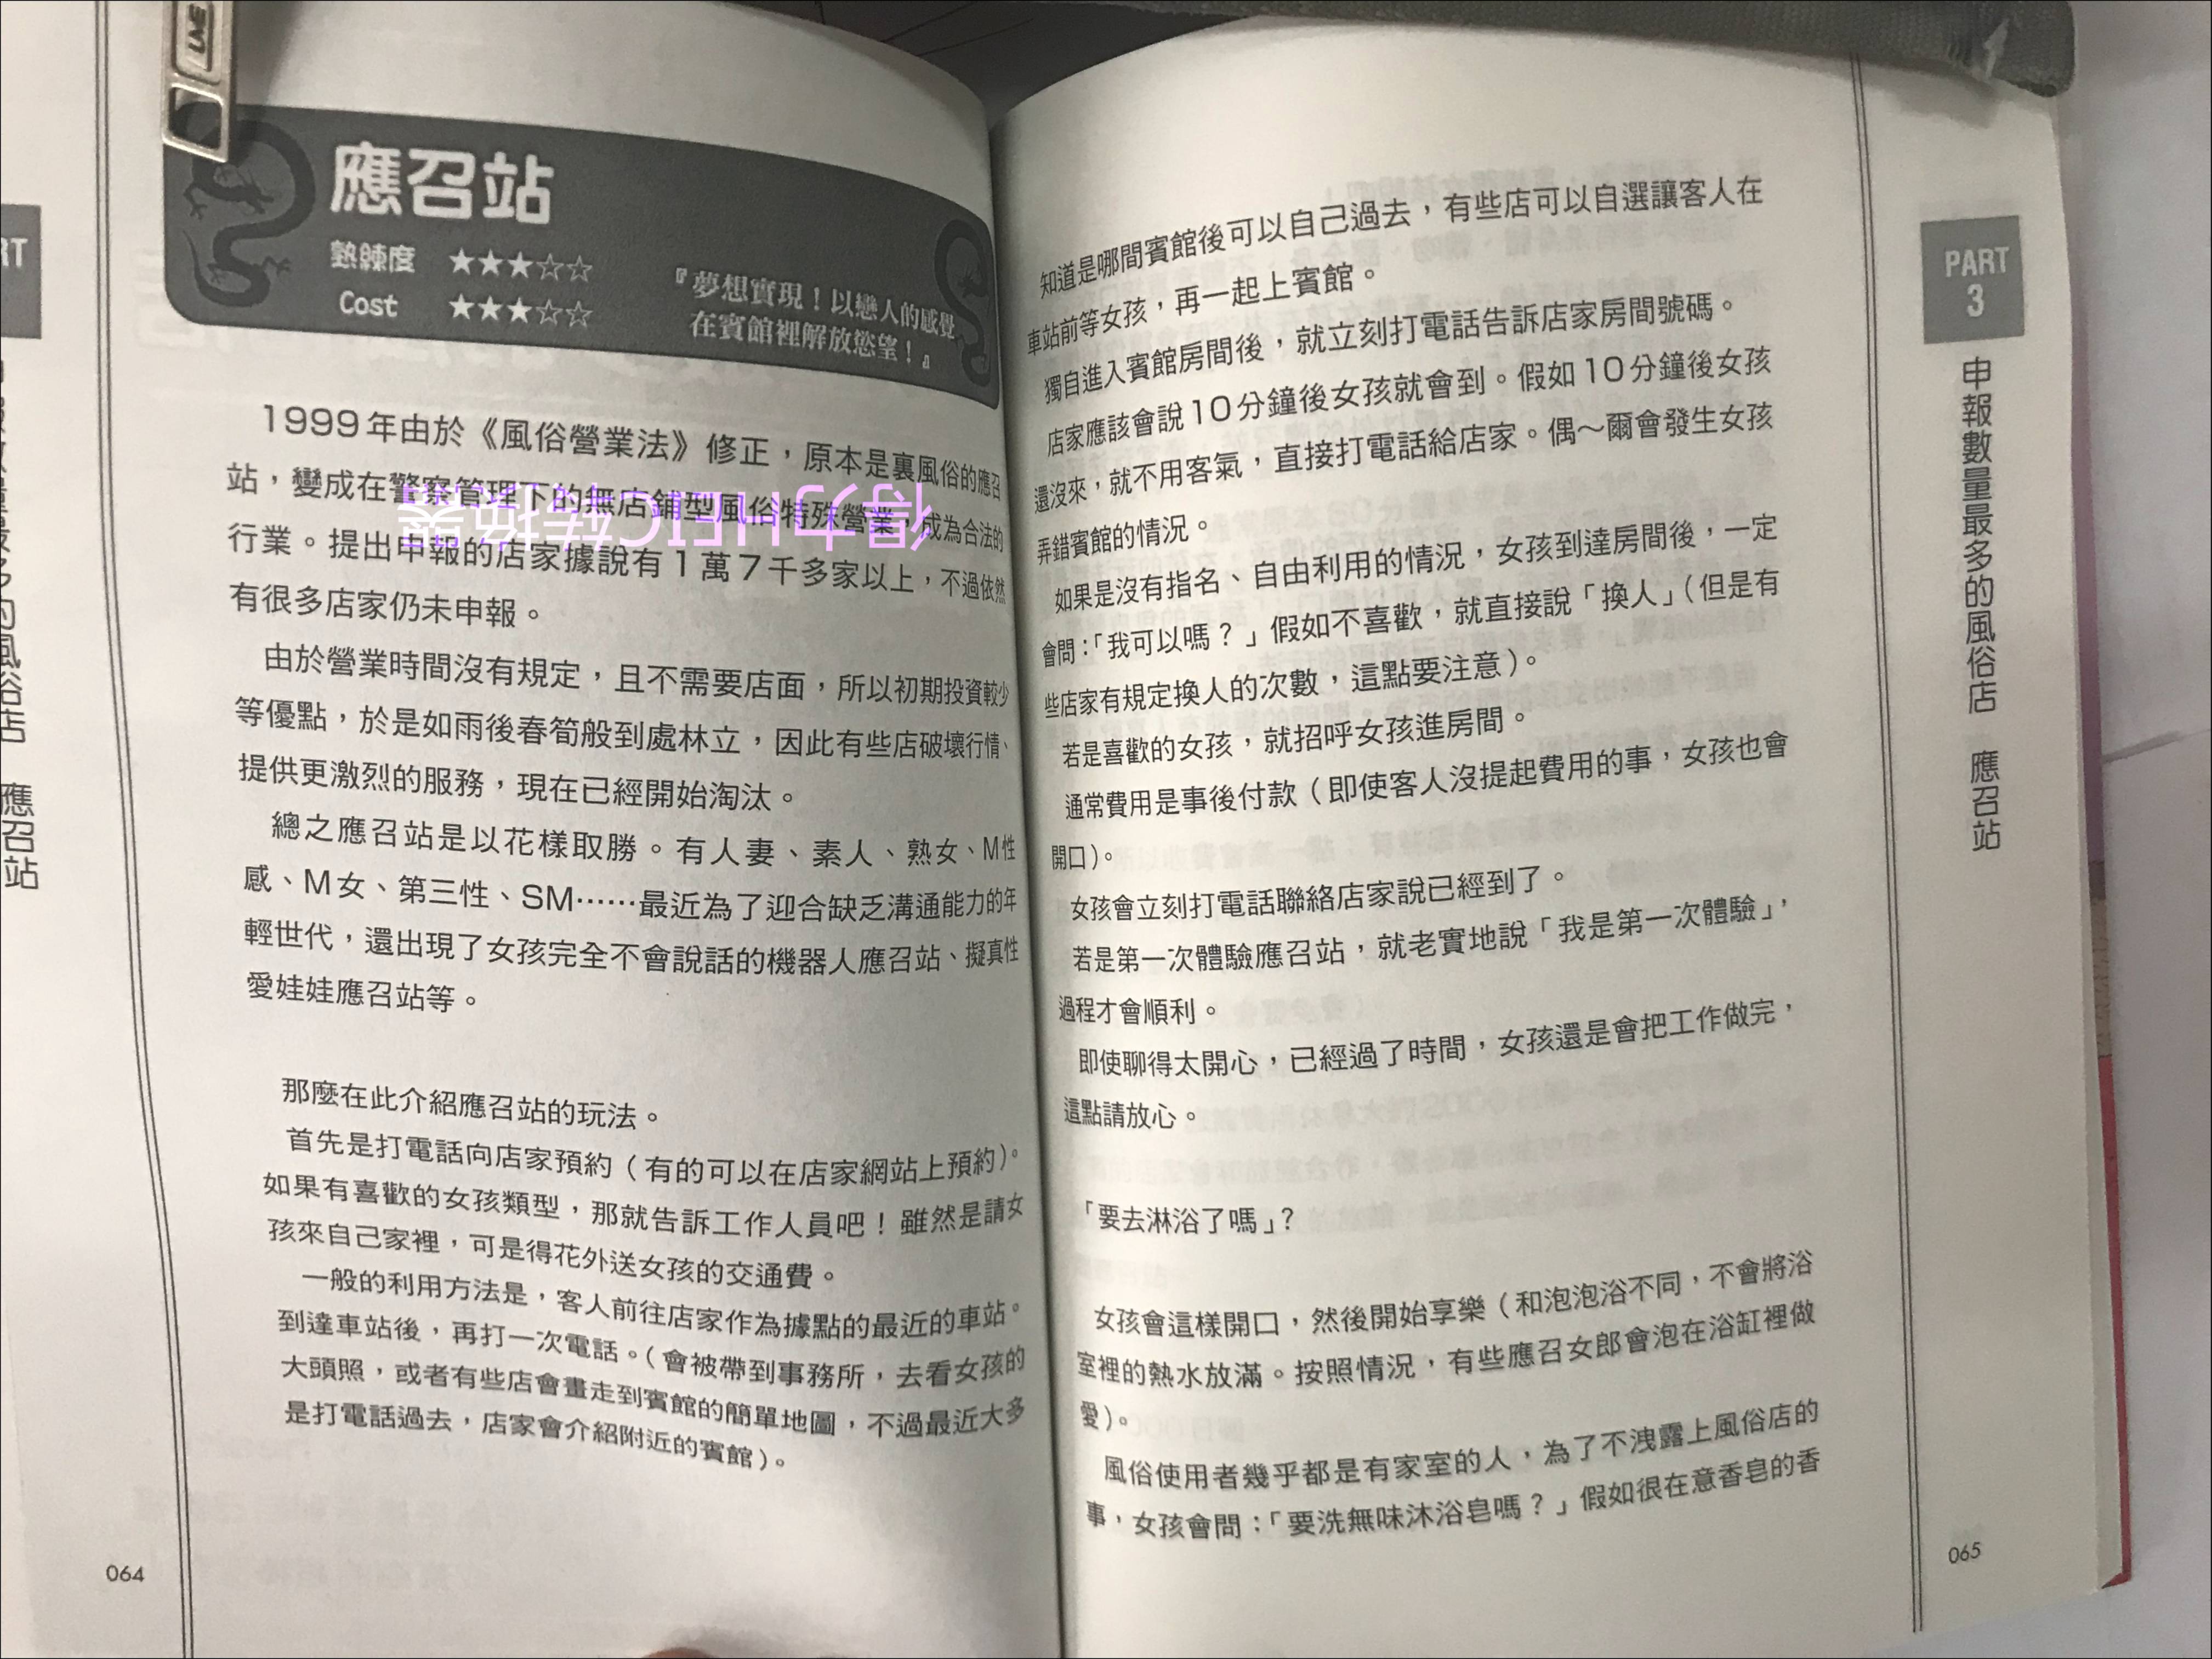 應召站
熱辣度 ★★★☆☆
Cost ★★★☆☆
『夢想實現！以戀人的感覺
在賓館裡解放慾望！』
1999年由於《風俗營業法》修正，原本是裏風俗的應召
站，變成在警察管理下的無店鋪型風俗特殊營業，成為合法的
行業。提出申報的店家據說有1萬7千多家以上，不過依然
有很多店家仍未申報。
由於營業時間沒有規定，且不需要店面，所以初期投資較少
等優點，於是如雨後春筍般到處林立，因此有些店破壞行情、
提供更激烈的服務，現在已經開始淘汰。
總之應召站是以花樣取勝。有人妻、素人、熟女、M性
感、M女、第三性、SM……最近為了迎合缺乏溝通能力的年
輕世代，還出現了女孩完全不會說話的機器人應召站、擬真性
愛娃娃應召站等。
那麼在此介紹應召站的玩法。
首先是打電話向店家預約（有的可以在店家網站上預約）。
如果有喜歡的女孩類型，那就告訴工作人員吧！雖然是請女
孩來自己家裡，可是得花外送女孩的交通費。
一般的利用方法是，客人前往店家作為據點的最近的車站。
到達車站後，再打一次電話。（會被帶到事務所，去看女孩的
大頭照，或者有些店會畫走到賓館的簡單地圖，不過最近大多
是打電話過去，店家會介紹附近的賓館）。
064
PART
3
申報數量最多的風俗店 應召站
知道是哪間賓館後可以自己過去，有些店可以自選讓客人在
車站前等女孩，再一起上賓館。
獨自進入賓館房間後，就立刻打電話告訴店家房間號碼。
店家應該會說10分鐘後女孩就會到。假如10分鐘後女孩
還沒來，就不用客氣，直接打電話給店家。偶～爾會發生女孩
弄錯賓館的情況。
如果是沒有指名、自由利用的情況，女孩到達房間後，一定
會問：「我可以嗎？」假如不喜歡，就直接說「換人」（但是有
些店家有規定換人的次數，這點要注意）。
若是喜歡的女孩，就招呼女孩進房間。
通常費用是事後付款（即使客人沒提起費用的事，女孩也會
開口）。
女孩會立刻打電話聯絡店家說已經到了。
若是第一次體驗應召站，就老實地說「我是第一次體驗」，
過程才會順利。
即使聊得太開心，已經過了時間，女孩還是會把工作做完，
這點請放心。
「要去淋浴了嗎」？
女孩會這樣開口，然後開始享樂（和泡泡浴不同，不會將浴
室裡的熱水放滿。按照情況，有些應召女郎會泡在浴缸裡做
愛）。
風俗使用者幾乎都是有家室的人，為了不洩露上風俗店的
事，女孩會問：「要洗無味沐浴皂嗎？」假如很在意香皂的香
065
應召站
得力HEIC转换器
LIVE